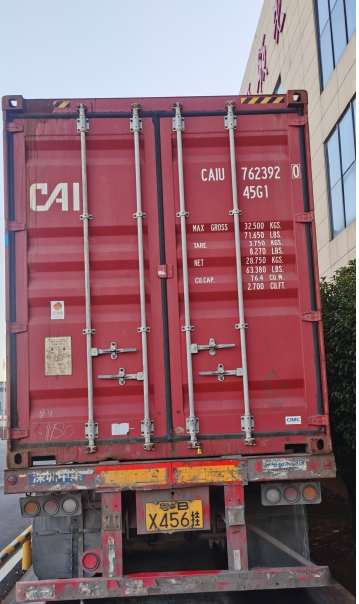 CAIU 762392 0
45G1
CAI
MAX GROSS 32.500 KGS.
71.650 LBS.
TARE 3.750 KGS.
8.270 LBS.
NET 28.750 KGS.
63.380 LBS.
CU.CAP. 76.4 CU.M.
2.700 CU.FT.
CIMC
X456挂